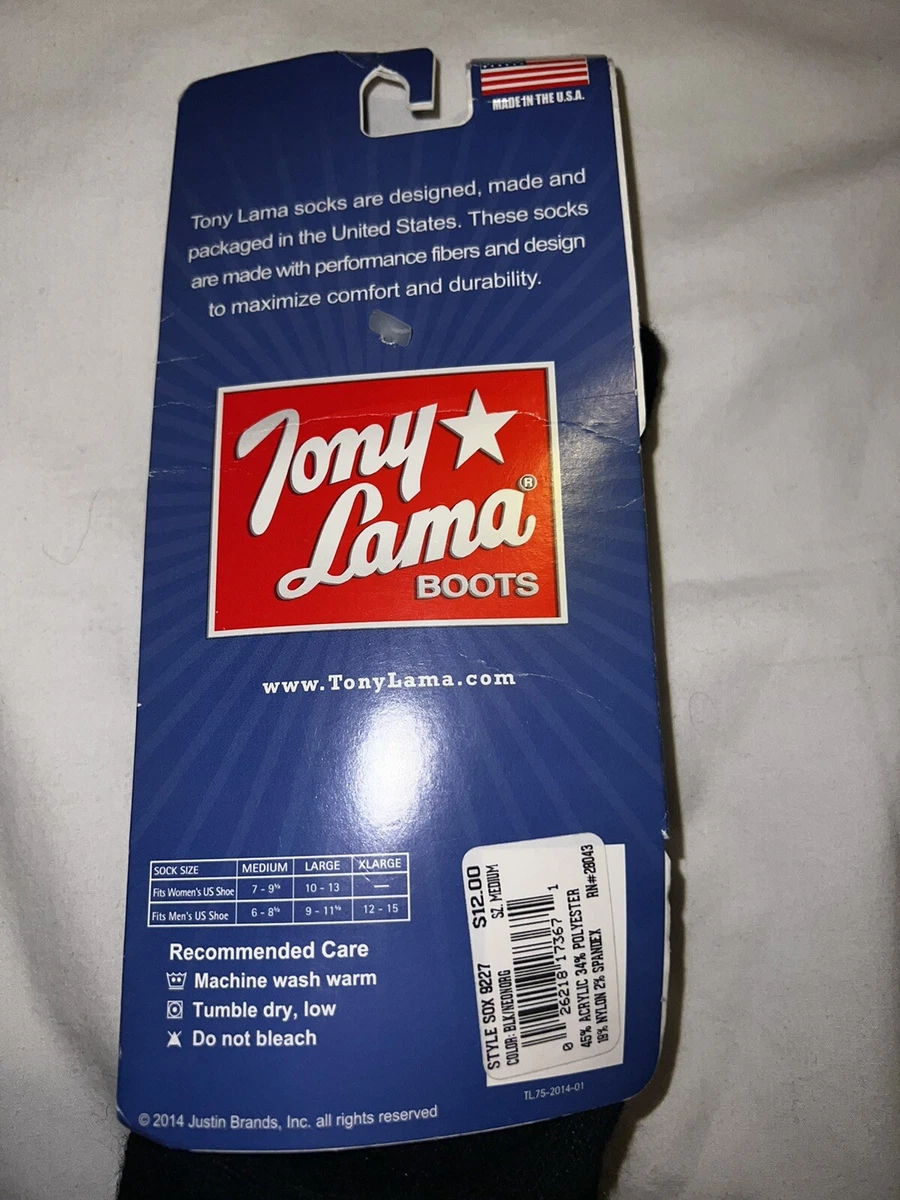 MADE IN THE U.S.A.
Tony Lama socks are designed, made and
packaged in the United States. These socks
are made with performance fibers and design
to maximize comfort and durability.
Tony
Lama®
BOOTS
www.TonyLama.com
SOCK SIZE MEDIUM LARGE XLARGE
Fits Women's US Shoe 7 - 9½ 10 - 13 —
Fits Men's US Shoe 6 - 8½ 9 - 11½ 12 - 15
Recommended Care
Machine wash warm
Tumble dry, low
Do not bleach
STYLE SOX 9227 $12.00
COLOR: BLK/NEONORG SZ MEDIUM
0 26218 17367 1
45% ACRYLIC 34% POLYESTER
19% NYLON 2% SPANDEX RN#28043
TL75-2014-01
© 2014 Justin Brands, Inc. all rights reserved